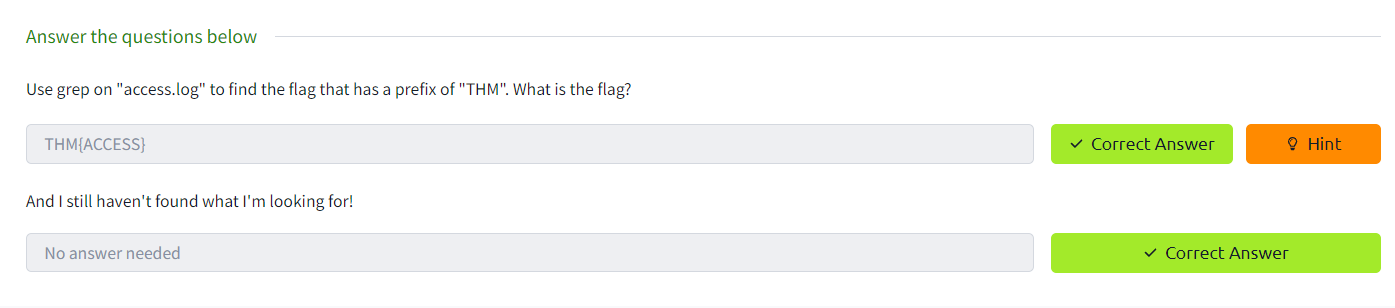 Answer the questions below
Use grep on "access.log" to find the flag that has a prefix of "THM". What is the flag?
THM{ACCESS}
Correct Answer
Hint
And I still haven't found what I'm looking for!
No answer needed
Correct Answer